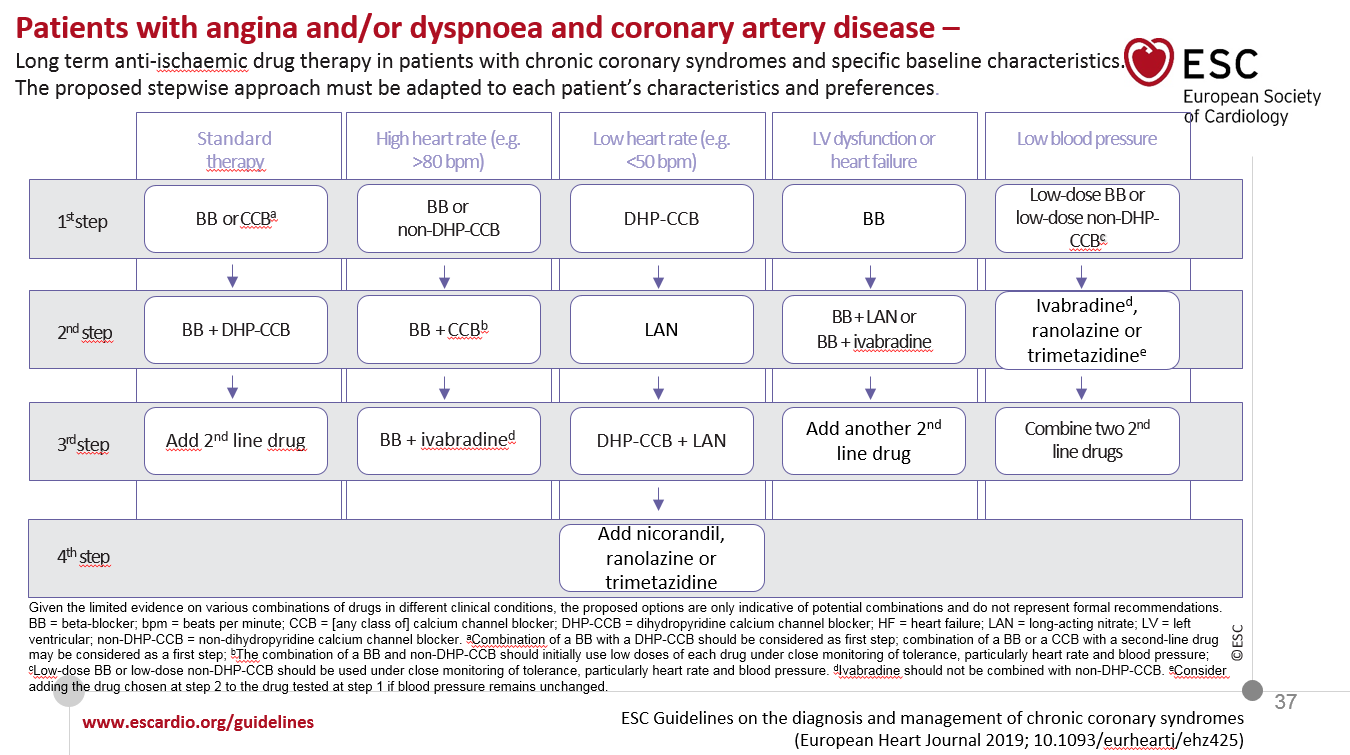 Patients with angina and/or dyspnoea and coronary artery disease –
Long term anti-ischaemic drug therapy in patients with chronic coronary syndromes and specific baseline characteristics.
The proposed stepwise approach must be adapted to each patient’s characteristics and preferences.
ESC
European Society
of Cardiology
Standard
therapy
High heart rate (e.g.
>80 bpm)
Low heart rate (e.g.
<50 bpm)
LV dysfunction or
heart failure
Low blood pressure
1st step
BB or CCBa
BB or
non-DHP-CCB
DHP-CCB
BB
Low-dose BB or
low-dose non-DHP-
CCBc
2nd step
BB + DHP-CCB
BB + CCBb
LAN
BB + LAN or
BB + ivabradine
Ivabradined,
ranolazine or
trimetazidinee
3rd step
Add 2nd line drug
BB + ivabradined
DHP-CCB + LAN
Add another 2nd
line drug
Combine two 2nd
line drugs
4th step
Add nicorandil,
ranolazine or
trimetazidine
Given the limited evidence on various combinations of drugs in different clinical conditions, the proposed options are only indicative of potential combinations and do not represent formal recommendations.
BB = beta-blocker; bpm = beats per minute; CCB = [any class of] calcium channel blocker; DHP-CCB = dihydropyridine calcium channel blocker; HF = heart failure; LAN = long-acting nitrate; LV = left
ventricular; non-DHP-CCB = non-dihydropyridine calcium channel blocker. aCombination of a BB with a DHP-CCB should be considered as first step; combination of a BB or a CCB with a second-line drug
may be considered as a first step; bThe combination of a BB and non-DHP-CCB should initially use low doses of each drug under close monitoring of tolerance, particularly heart rate and blood pressure;
cLow-dose BB or low-dose non-DHP-CCB should be used under close monitoring of tolerance, particularly heart rate and blood pressure. dIvabradine should not be combined with non-DHP-CCB. eConsider
adding the drug chosen at step 2 to the drug tested at step 1 if blood pressure remains unchanged.
©ESC
37
www.escardio.org/guidelines
ESC Guidelines on the diagnosis and management of chronic coronary syndromes
(European Heart Journal 2019; 10.1093/eurheartj/ehz425)